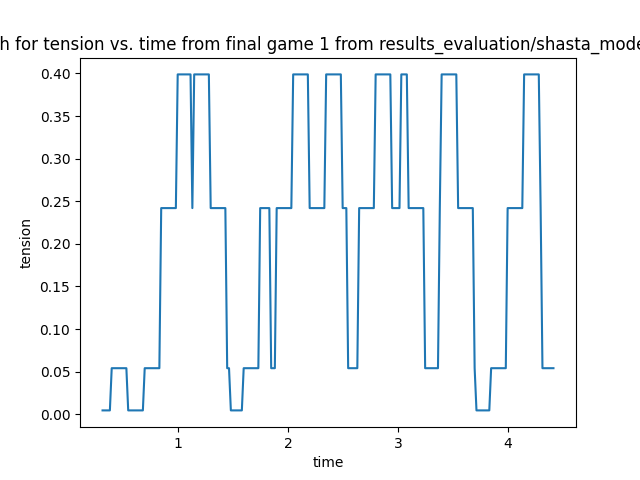 h for tension vs. time from final game 1 from results_evaluation/shasta_mode
0.40
0.35
0.30
0.25
0.20
0.15
0.10
0.05
0.00
tension
1 2 3 4
time